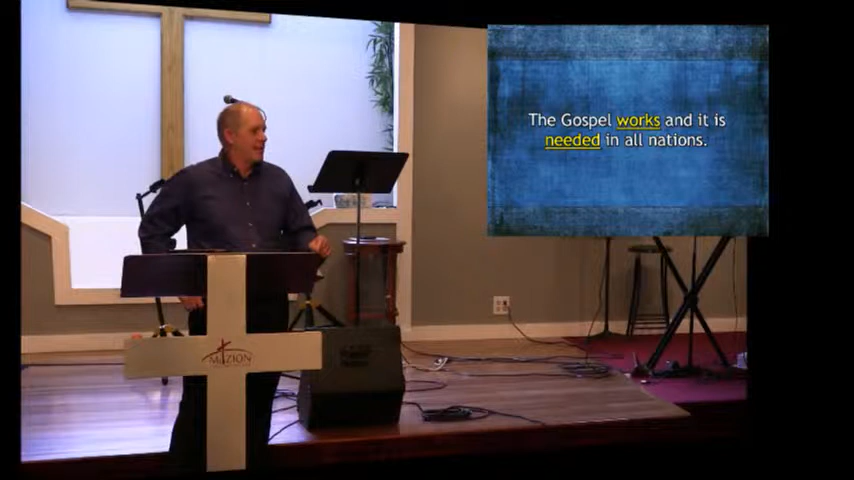 The Gospel works and it is
needed in all nations.
Mt ZION